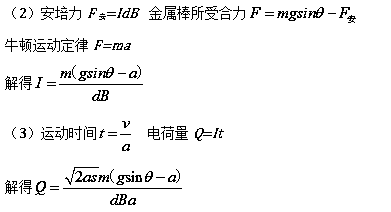 （2）安培力 F安=IdB 金属棒所受合力 F = mgsinθ − F安
牛顿运动定律 F=ma
解得 I = m(gsinθ − a) / dB
（3）运动时间 t = v / a 电荷量 Q=It
解得 Q = √2as m(gsinθ − a) / dBa